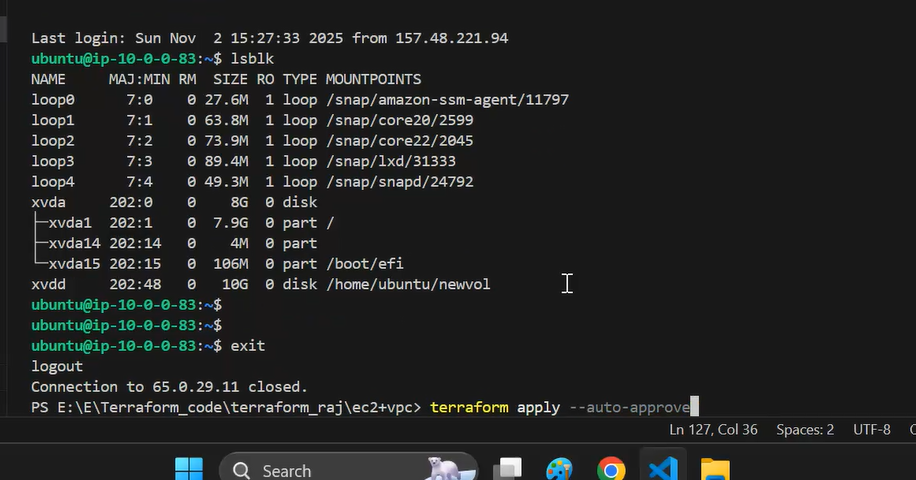 Last login: Sun Nov  2 15:27:33 2025 from 157.48.221.94
ubuntu@ip-10-0-0-83:~$ lsblk
NAME     MAJ:MIN RM   SIZE RO TYPE MOUNTPOINTS
loop0      7:0    0  27.6M  1 loop /snap/amazon-ssm-agent/11797
loop1      7:1    0  63.8M  1 loop /snap/core20/2599
loop2      7:2    0  73.9M  1 loop /snap/core22/2045
loop3      7:3    0  89.4M  1 loop /snap/lxd/31333
loop4      7:4    0  49.3M  1 loop /snap/snapd/24792
xvda     202:0    0     8G  0 disk
├─xvda1  202:1    0   7.9G  0 part /
├─xvda14 202:14   0     4M  0 part
└─xvda15 202:15   0   106M  0 part /boot/efi
xvdd     202:48   0    10G  0 disk /home/ubuntu/newvol
ubuntu@ip-10-0-0-83:~$
ubuntu@ip-10-0-0-83:~$
ubuntu@ip-10-0-0-83:~$ exit
logout
Connection to 65.0.29.11 closed.
PS E:\E\Terraform_code\terraform_raj\ec2+vpc> terraform apply --auto-approve
Ln 127, Col 36 Spaces: 2 UTF-8
Search